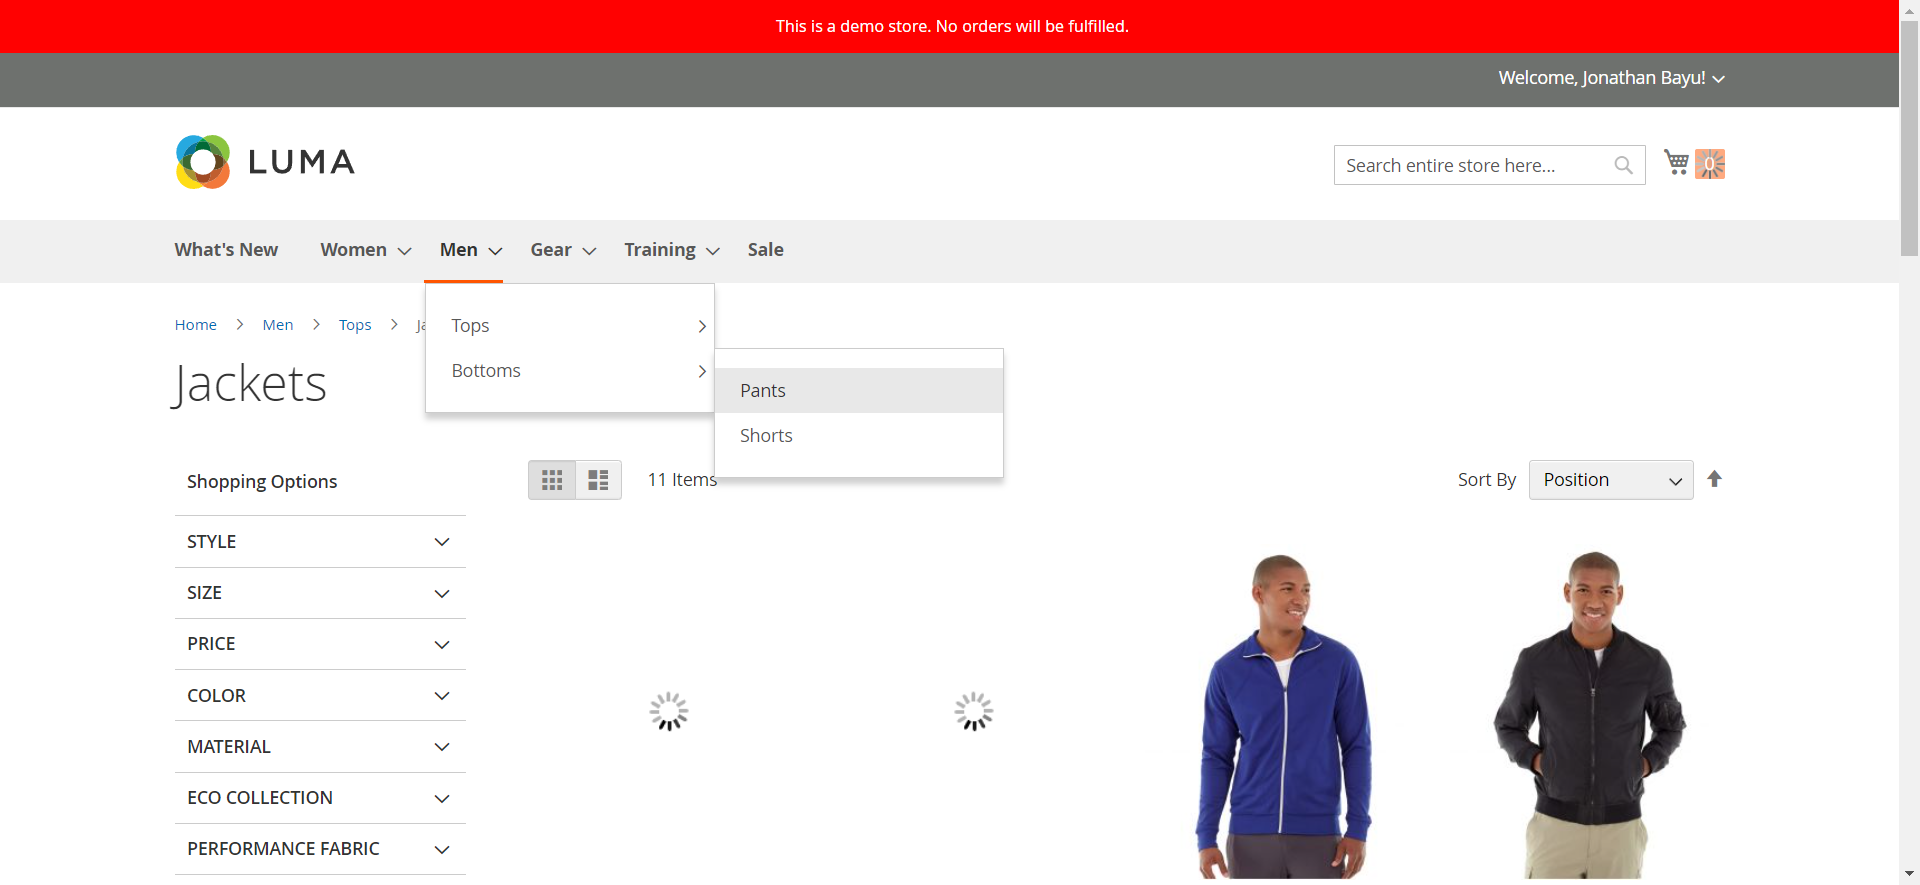 This is a demo store. No orders will be fulfilled.
Welcome, Jonathan Bayu!
LUMA
Search entire store here...
0
What's New Women Men Gear Training Sale
Home Men Tops
Tops
Bottoms
Pants
Shorts
Jackets
Shopping Options
11 Items
Sort By Position
STYLE
SIZE
PRICE
COLOR
MATERIAL
ECO COLLECTION
PERFORMANCE FABRIC